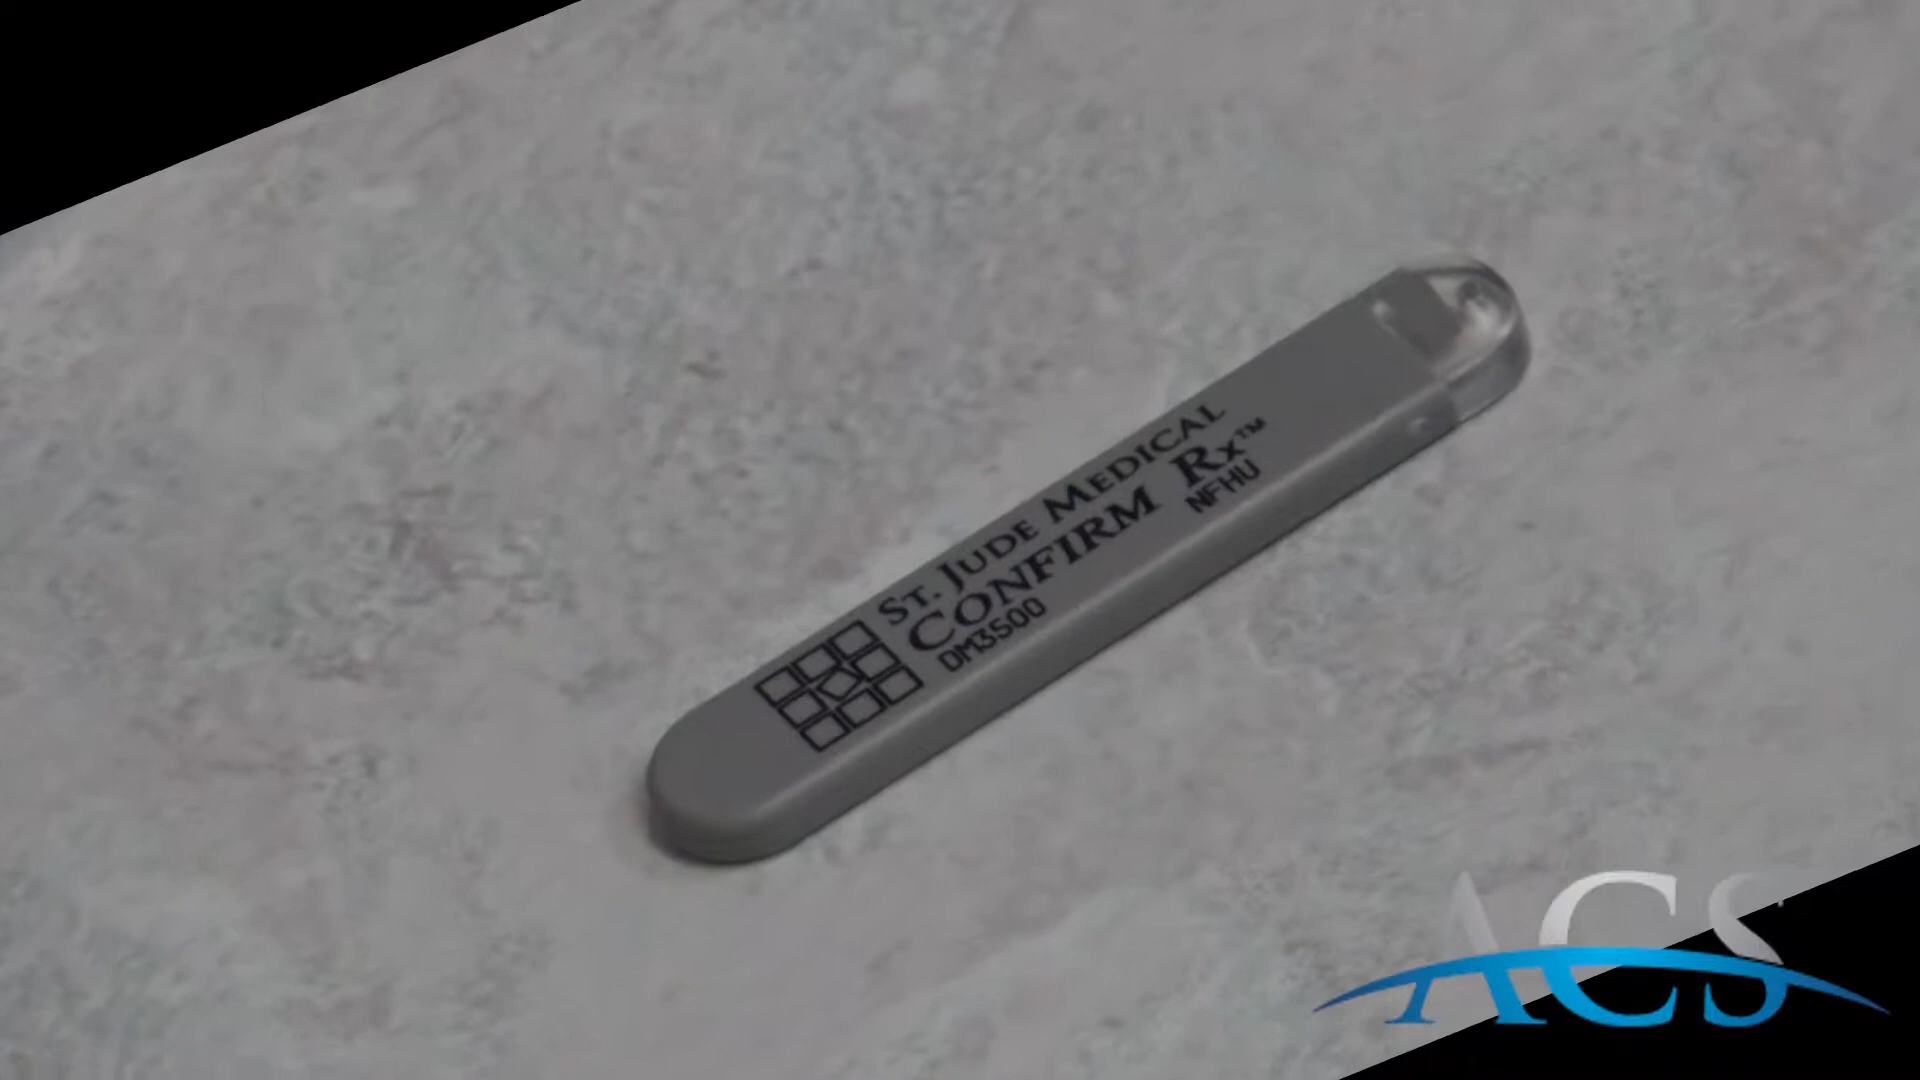 St. Jude Medical
CONFIRM Rx™
DM3500 NFHU
ACS